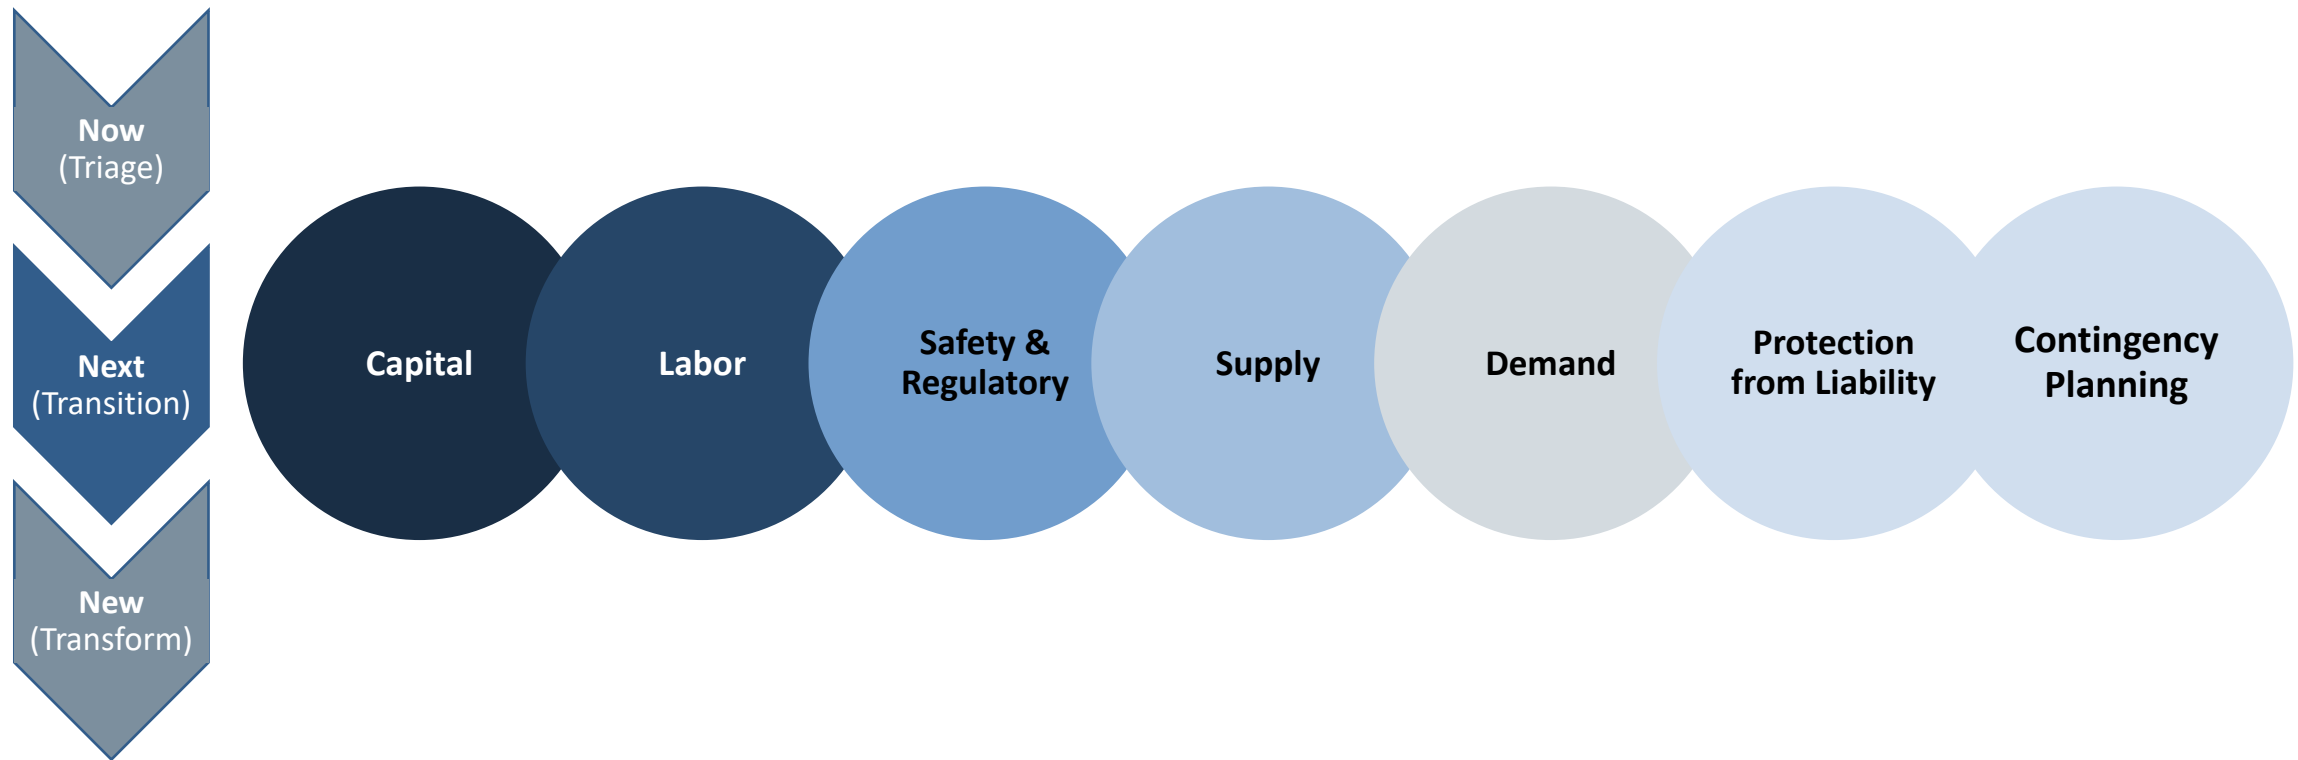 Now
(Triage)
Next
(Transition)
New
(Transform)
Capital
Labor
Safety &
Regulatory
Supply
Demand
Protection
from Liability
Contingency
Planning